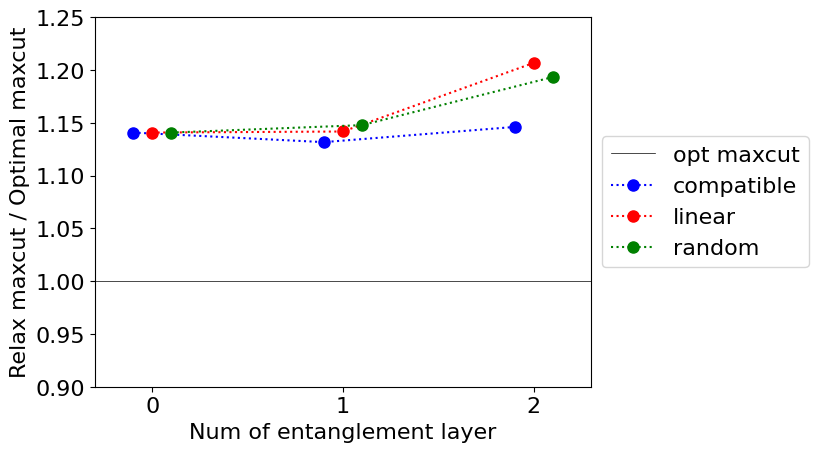 Relax maxcut / Optimal maxcut
1.25
1.20
1.15
1.10
1.05
1.00
0.95
0.90
0
1
2
Num of entanglement layer
opt maxcut
compatible
linear
random